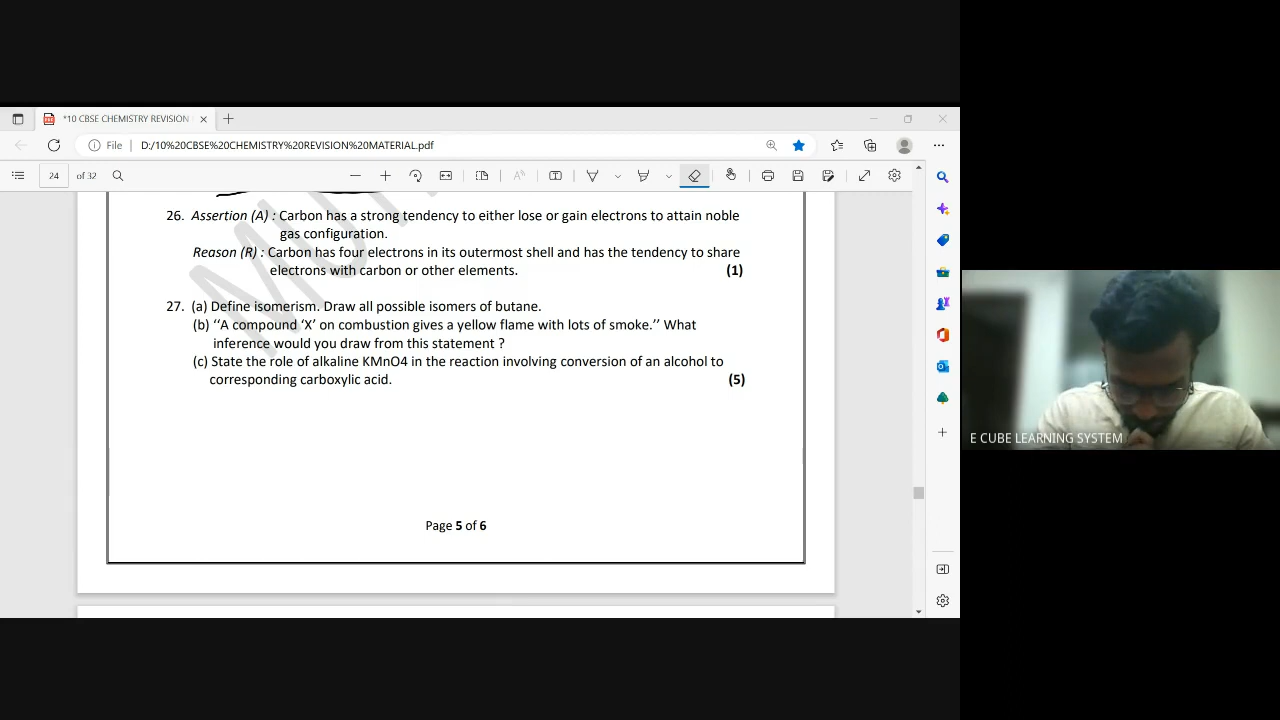 *10 CBSE CHEMISTRY REVISION
File | D:/10%20CBSE%20CHEMISTRY%20REVISION%20MATERIAL.pdf
24 of 32
26. Assertion (A) : Carbon has a strong tendency to either lose or gain electrons to attain noble
gas configuration.
Reason (R) : Carbon has four electrons in its outermost shell and has the tendency to share
electrons with carbon or other elements. (1)
27. (a) Define isomerism. Draw all possible isomers of butane.
(b) ‘‘A compound ‘X’ on combustion gives a yellow flame with lots of smoke.’’ What
inference would you draw from this statement ?
(c) State the role of alkaline KMnO4 in the reaction involving conversion of an alcohol to
corresponding carboxylic acid. (5)
Page 5 of 6
E CUBE LEARNING SYSTEM